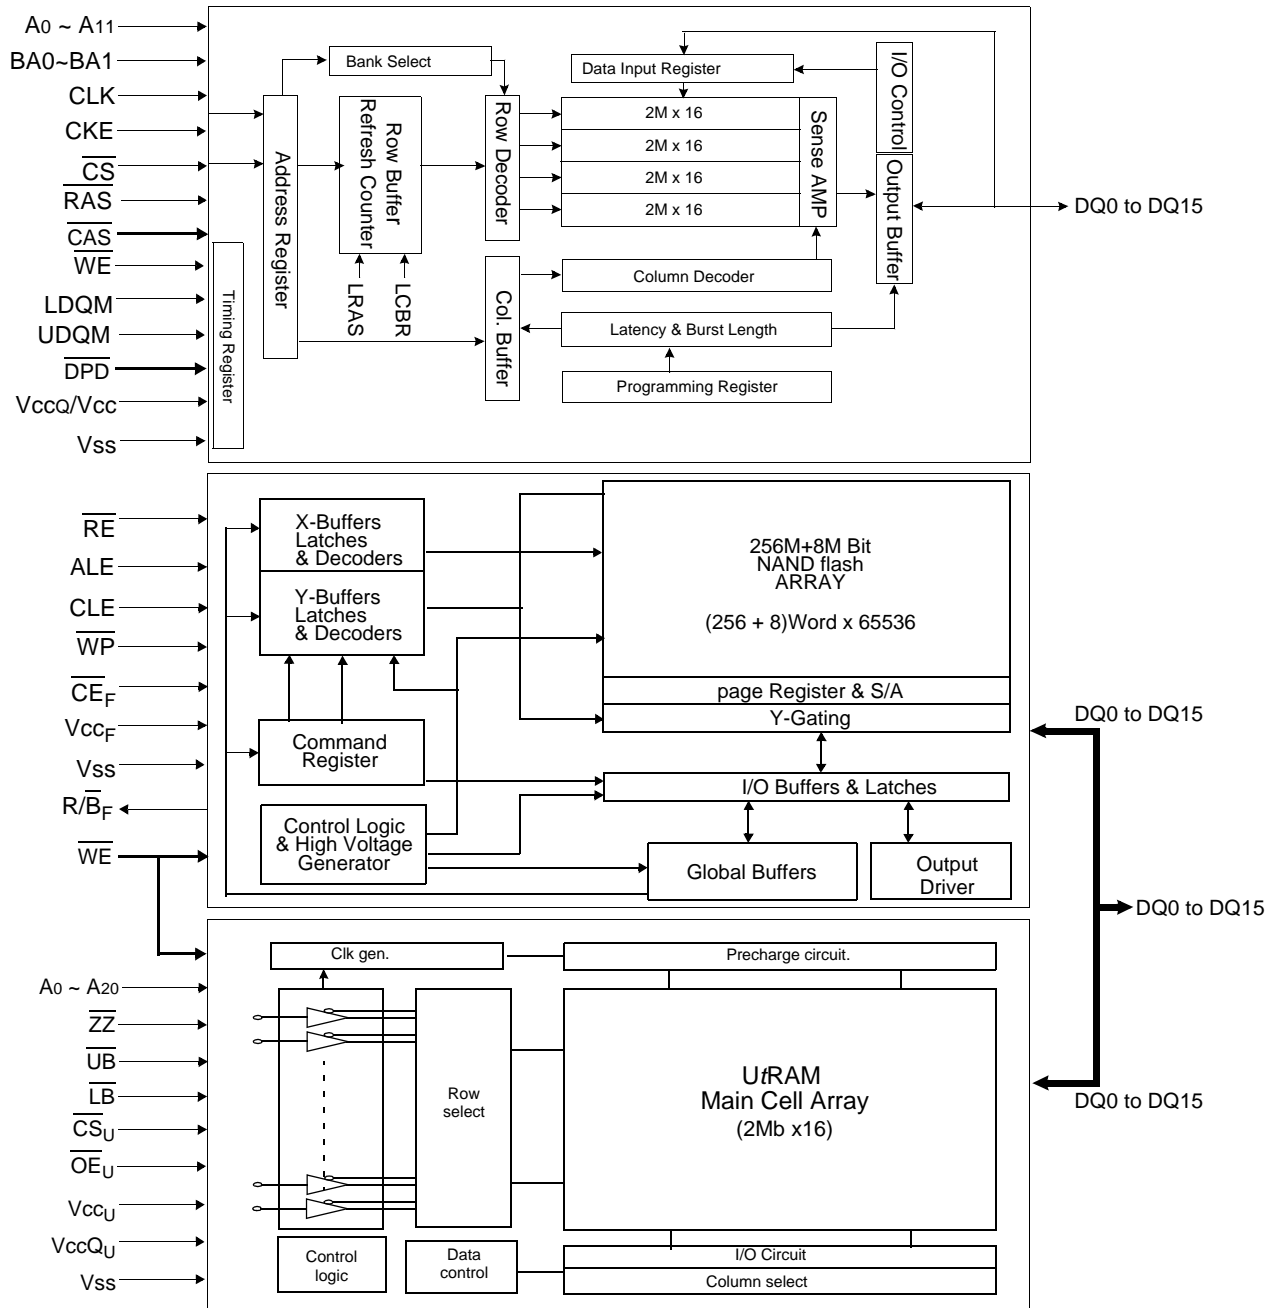 A0 ~ A11
BA0~BA1
CLK
CKE
CS
RAS
CAS
WE
LDQM
UDQM
DPD
VccQ/Vcc
Vss
Timing Register
Address Register
Bank Select
Row Buffer
Refresh Counter
LRAS
LCBR
Row Decoder
Col. Buffer
Data Input Register
2M x 16
2M x 16
2M x 16
2M x 16
Sense AMP
Column Decoder
Latency & Burst Length
Programming Register
I/O Control
Output Buffer
DQ0 to DQ15
RE
ALE
CLE
WP
CEF
VccF
Vss
R/BF
WE
X-Buffers
Latches
& Decoders
Y-Buffers
Latches
& Decoders
Command
Register
Control Logic
& High Voltage
Generator
256M+8M Bit
NAND flash
ARRAY
(256 + 8)Word x 65536
page Register & S/A
Y-Gating
I/O Buffers & Latches
Global Buffers
Output
Driver
DQ0 to DQ15
DQ0 to DQ15
A0 ~ A20
ZZ
UB
LB
CSU
OEU
VccU
VccQU
Vss
Clk gen.
Precharge circuit.
Row
select
UtRAM
Main Cell Array
(2Mb x16)
Control
logic
Data
control
I/O Circuit
Column select
DQ0 to DQ15